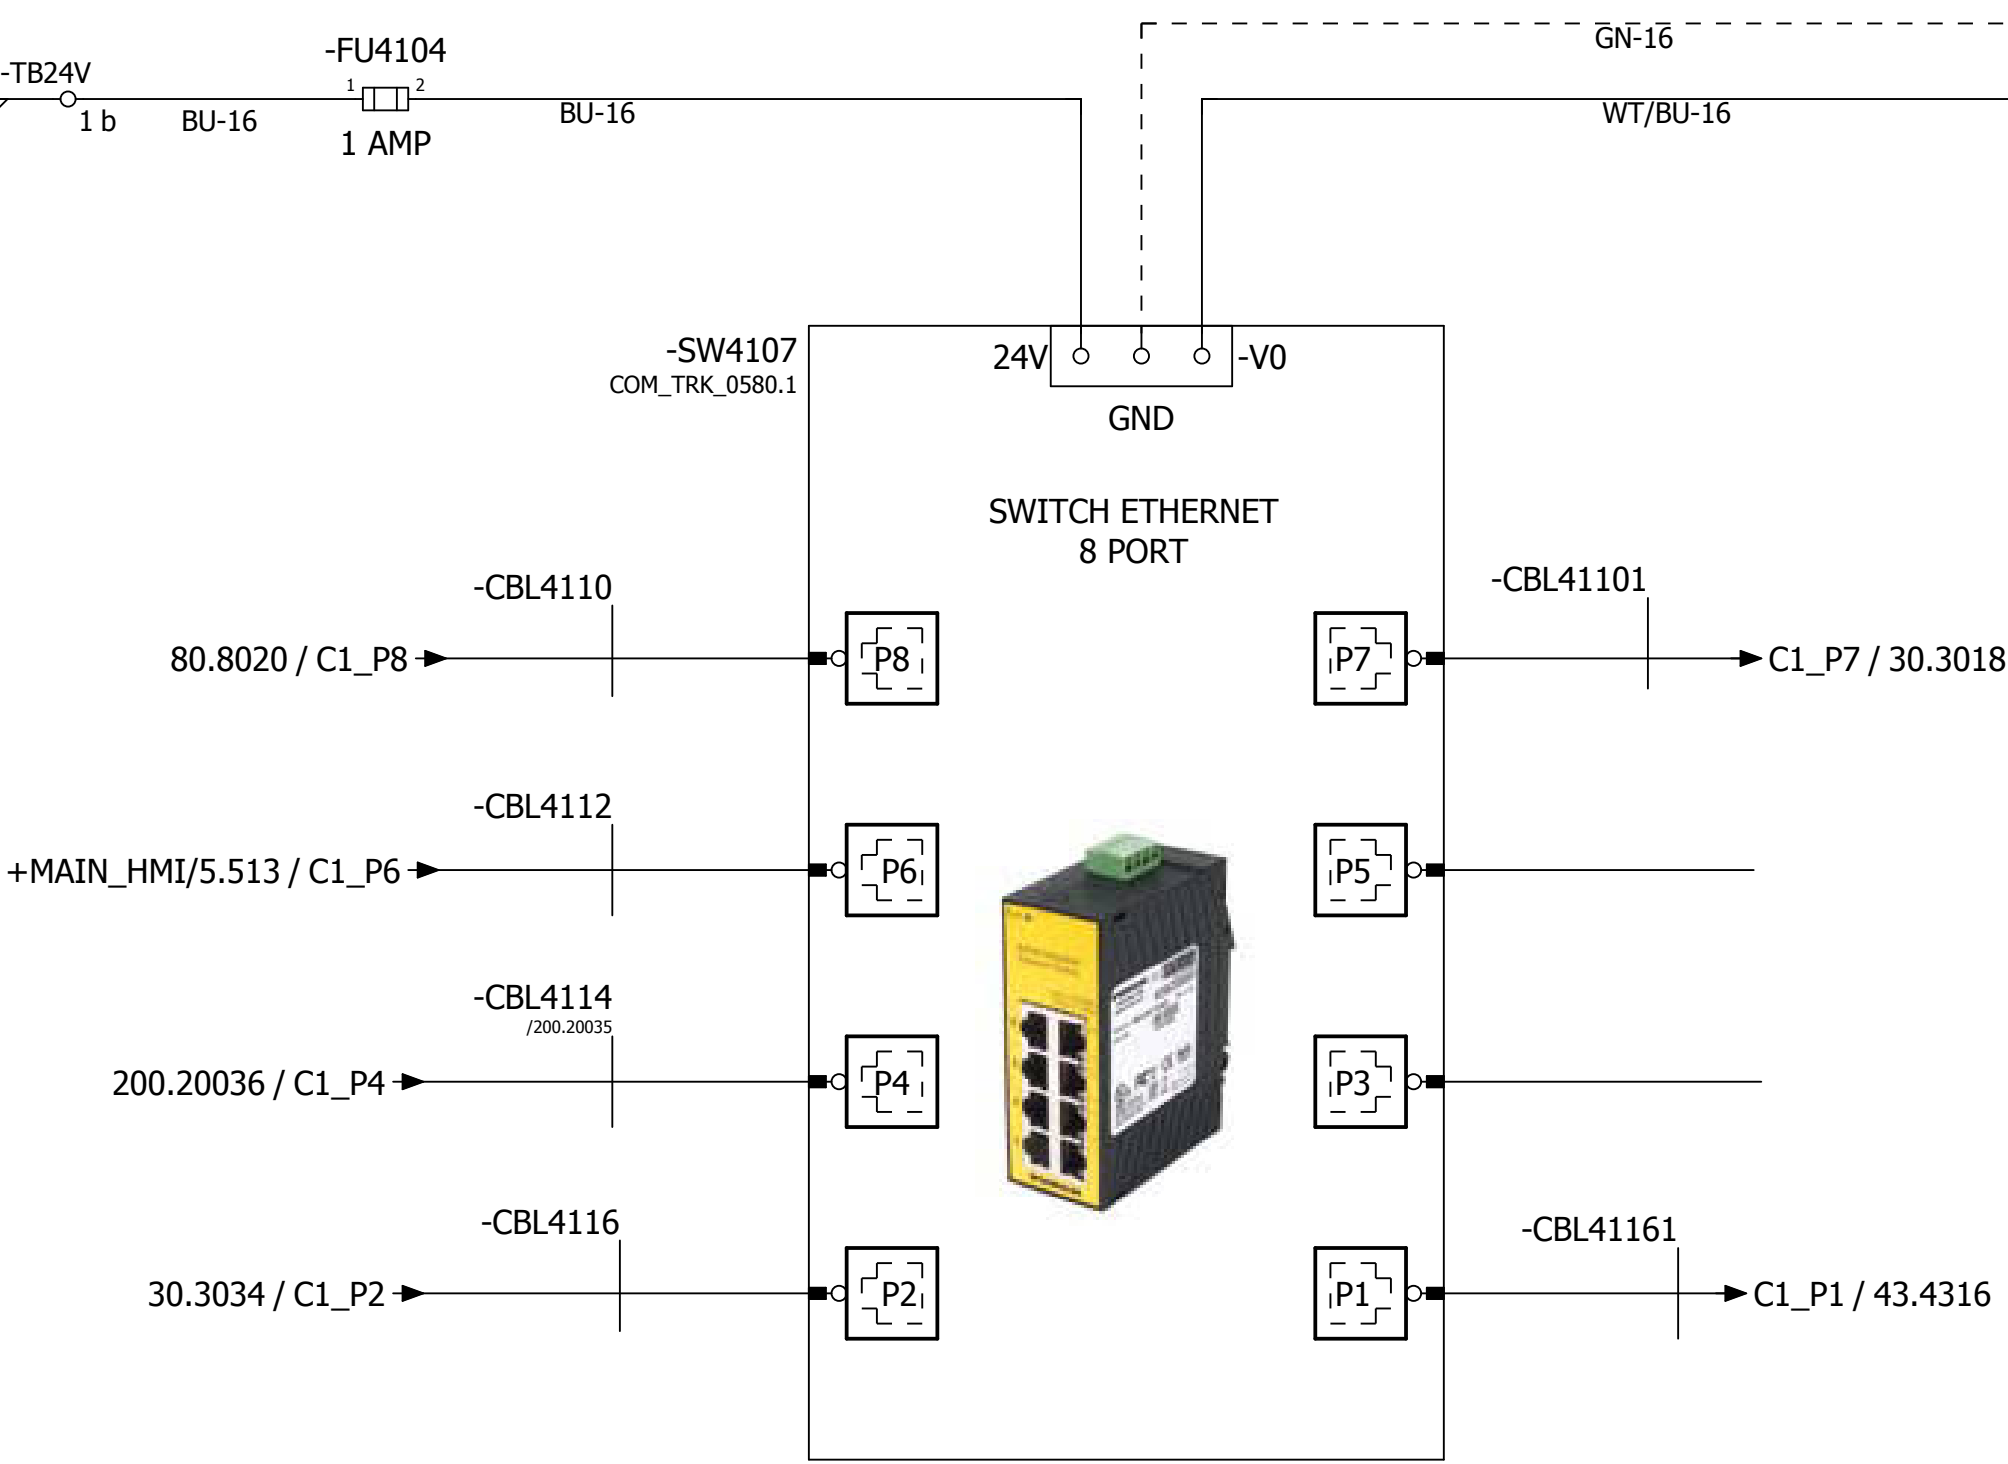 GN-16
-FU4104
-TB24V
1
2
1 b
BU-16
BU-16
WT/BU-16
1 AMP
-SW4107
COM_TRK_0580.1
24V
-V0
GND
SWITCH ETHERNET
8 PORT
-CBL4110
-CBL41101
80.8020 / C1_P8
P8
P7
C1_P7 / 30.3018
-CBL4112
+MAIN_HMI/5.513 / C1_P6
P6
P5
-CBL4114
/200.20035
200.20036 / C1_P4
P4
P3
-CBL4116
-CBL41161
30.3034 / C1_P2
P2
P1
C1_P1 / 43.4316